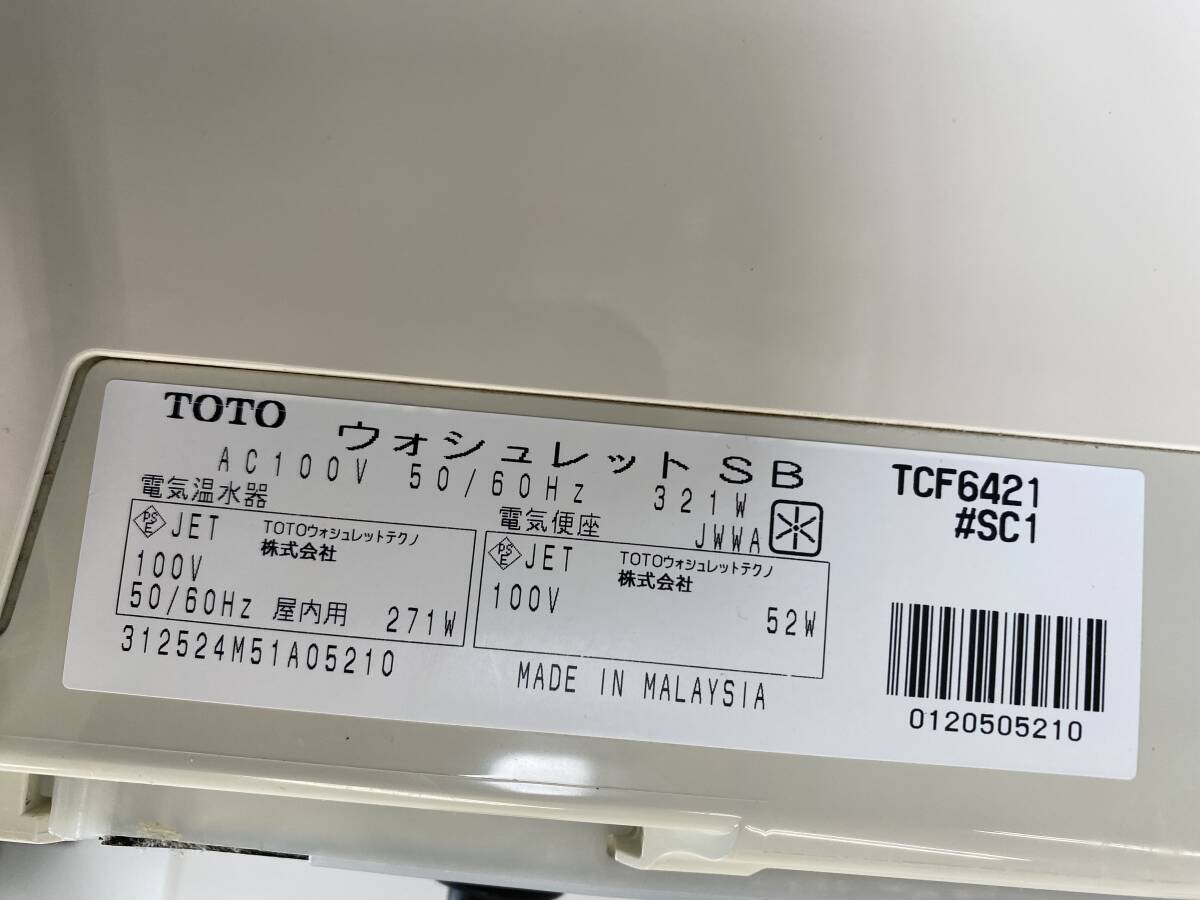 TOTO ウォシュレット SB
AC100V 50/60Hz 321W
JWWA
電気温水器
PSE JET TOTOウォシュレットテクノ
株式会社
100V
50/60Hz 屋内用 271W
電気便座
PSE JET TOTOウォシュレットテクノ
株式会社
100V
52W
312524M51A05210
MADE IN MALAYSIA
TCF6421
#SC1
0120505210